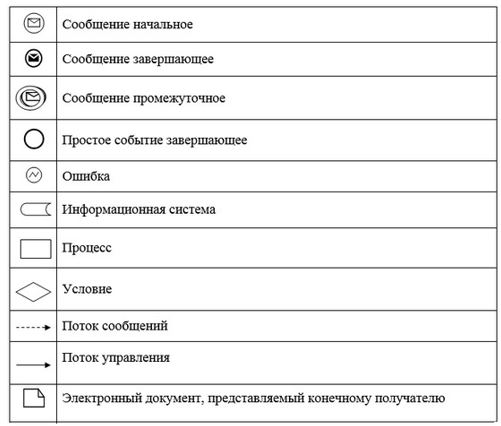 Сообщение начальное
Сообщение завершающее
Сообщение промежуточное
Простое событие завершающее
Ошибка
Информационная система
Процесс
Условие
Поток сообщений
Поток управления
Электронный документ, представляемый конечному получателю